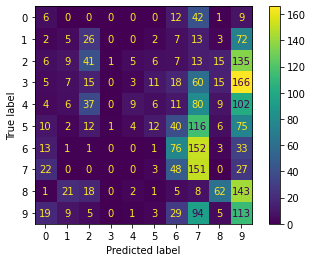 0 6 0 0 0 0 0 12 42 1 9
1 2 5 26 0 0 2 7 13 3 72
2 6 9 41 1 5 6 7 13 15 135
3 5 7 15 0 3 11 18 60 15 166
4 4 6 37 0 9 6 11 80 9 102
5 10 2 12 1 4 12 40 116 6 75
6 13 1 1 0 0 1 76 152 3 33
7 22 0 0 0 0 3 48 151 0 27
8 1 21 18 0 2 1 5 8 62 143
9 19 9 5 0 1 3 29 94 5 113
0 1 2 3 4 5 6 7 8 9
Predicted label
True label
160
140
120
100
80
60
40
20
0